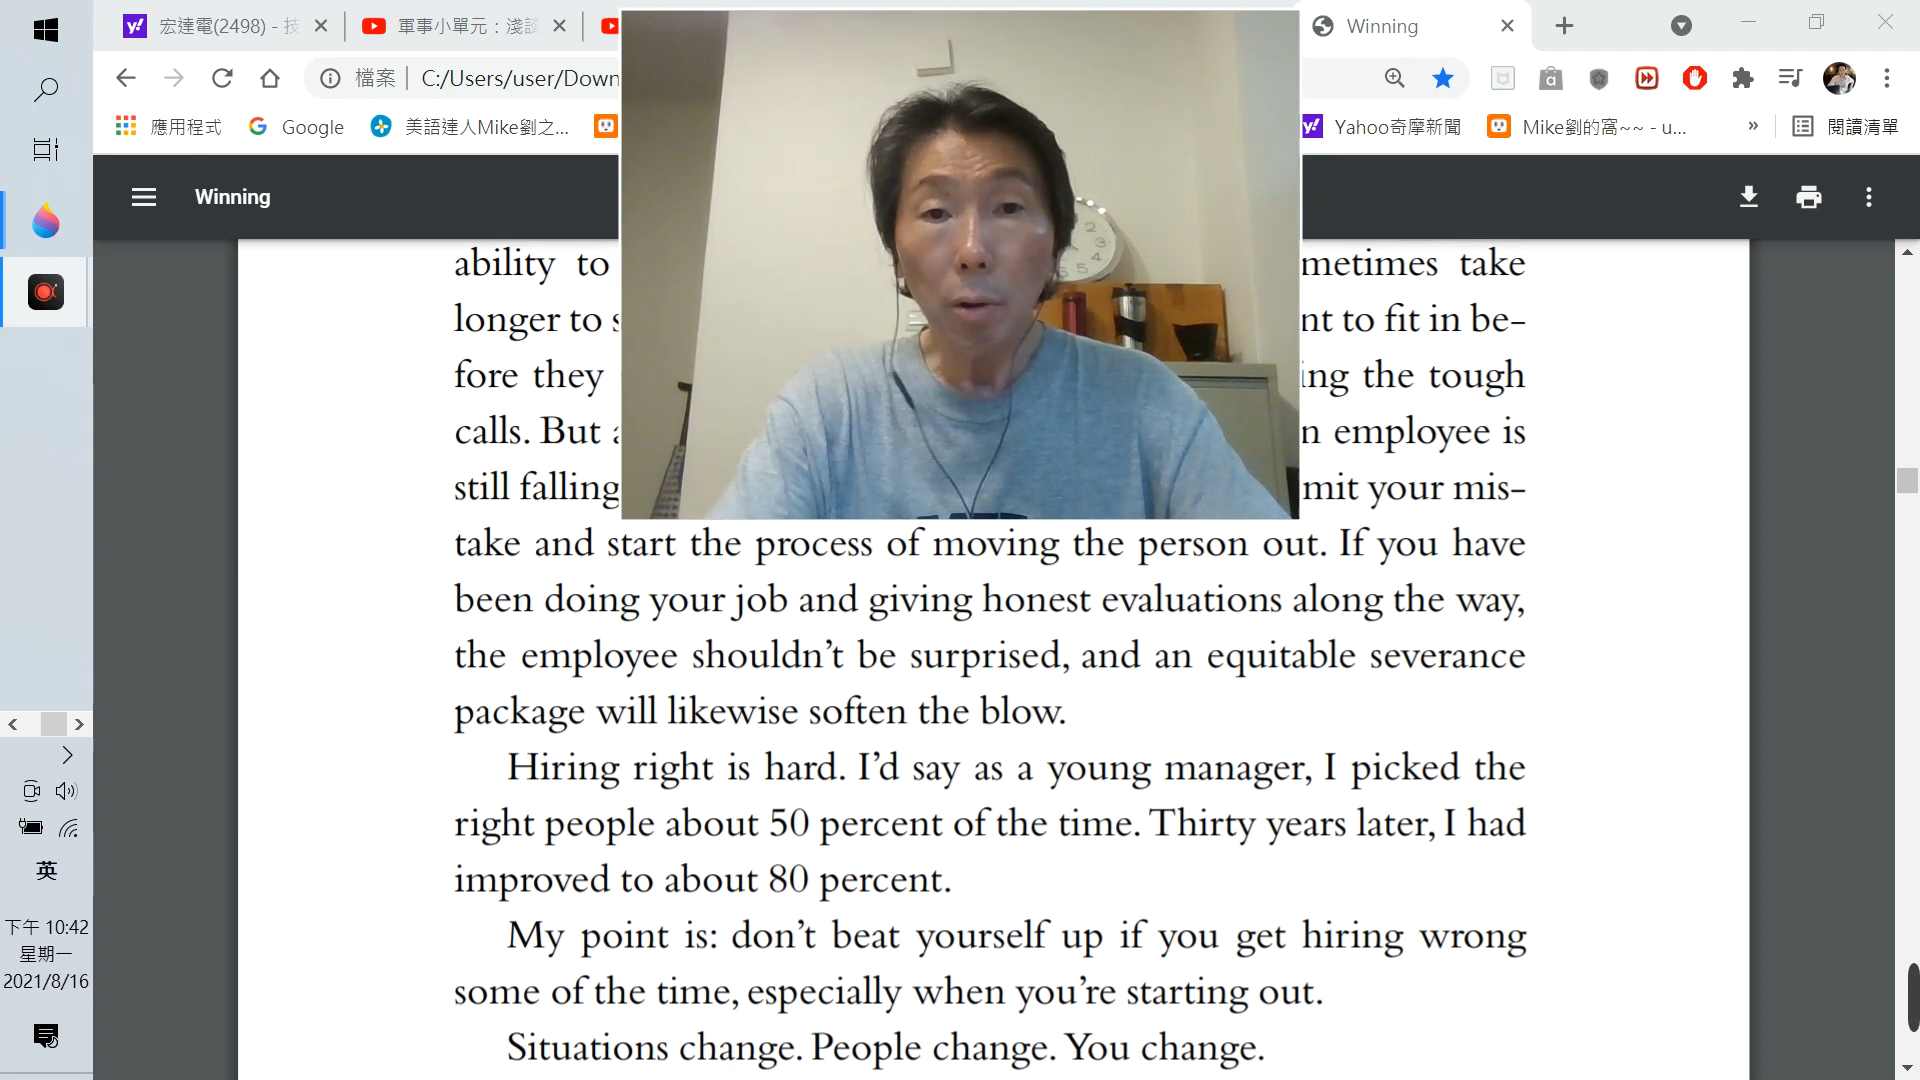 宏達電(2498) - 技
軍事小單元：淺談
Winning
檔案
C:/Users/user/Down
應用程式
Google
美語達人Mike劉之...
Yahoo奇摩新聞
Mike劉的窩~~ - u...
»
閱讀清單
Winning
ability to
metimes take
longer to s
nt to fit in be-
fore they
ing the tough
calls. But a
n employee is
still falling
mit your mis-
take and start the process of moving the person out. If you have
been doing your job and giving honest evaluations along the way,
the employee shouldn't be surprised, and an equitable severance
package will likewise soften the blow.
Hiring right is hard. I'd say as a young manager, I picked the
right people about 50 percent of the time. Thirty years later, I had
improved to about 80 percent.
My point is: don't beat yourself up if you get hiring wrong
some of the time, especially when you're starting out.
Situations change. People change. You change.
英
下午 10:42
星期一
2021/8/16